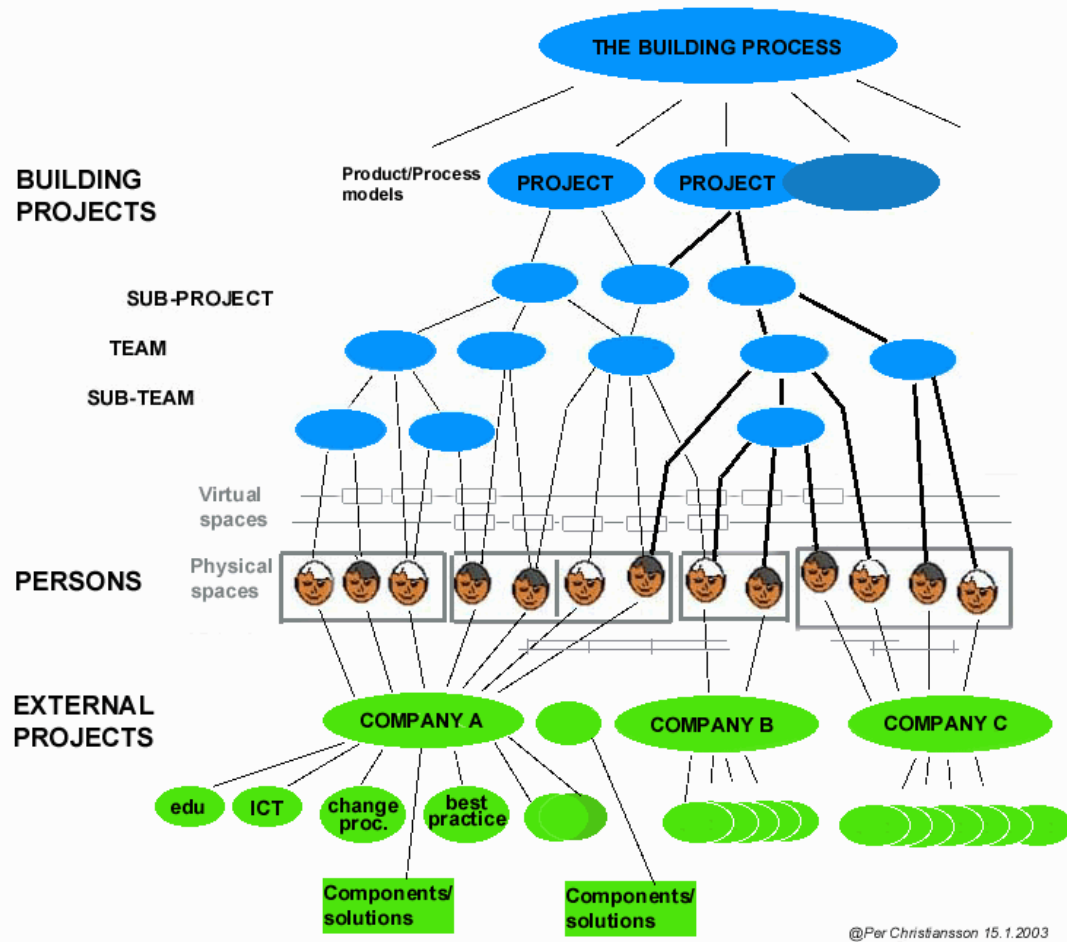 THE BUILDING PROCESS
BUILDING
PROJECTS
Product/Process
models
PROJECT
PROJECT
SUB-PROJECT
TEAM
SUB-TEAM
Virtual
spaces
PERSONS
Physical
spaces
EXTERNAL
PROJECTS
COMPANY A
COMPANY B
COMPANY C
edu
ICT
change
proc.
best
practice
Components/
solutions
Components/
solutions
@Per Christiansson 15.1.2003